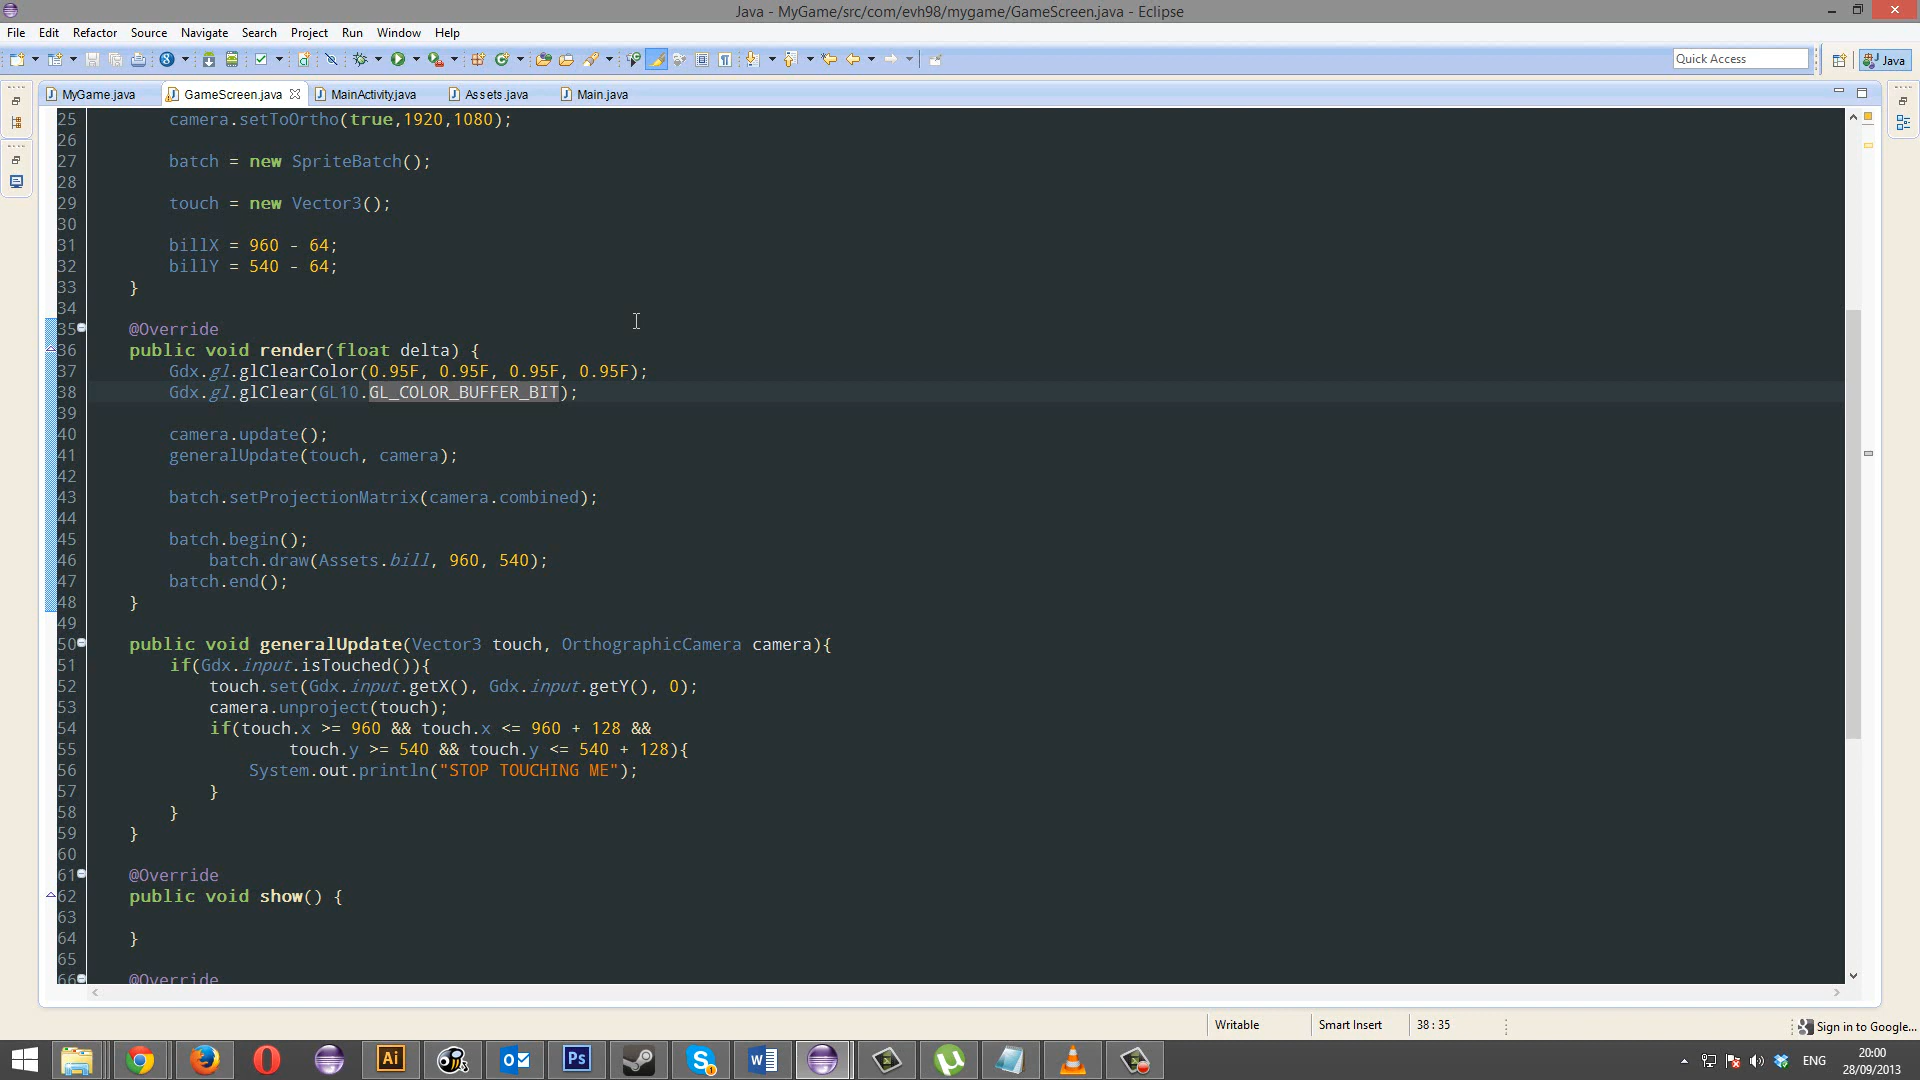 Java - MyGame/src/com/evh98/mygame/GameScreen.java - Eclipse
File Edit Refactor Source Navigate Search Project Run Window Help
Quick Access
Java
MyGame.java GameScreen.java MainActivity.java Assets.java Main.java
25 camera.setToOrtho(true,1920,1080);
26
27 batch = new SpriteBatch();
28
29 touch = new Vector3();
30
31 billX = 960 - 64;
32 billY = 540 - 64;
33 }
34
35 @Override
36 public void render(float delta) {
37 Gdx.gl.glClearColor(0.95F, 0.95F, 0.95F, 0.95F);
38 Gdx.gl.glClear(GL10.GL_COLOR_BUFFER_BIT);
39
40 camera.update();
41 generalUpdate(touch, camera);
42
43 batch.setProjectionMatrix(camera.combined);
44
45 batch.begin();
46 batch.draw(Assets.bill, 960, 540);
47 batch.end();
48 }
49
50 public void generalUpdate(Vector3 touch, OrthographicCamera camera){
51 if(Gdx.input.isTouched()){
52 touch.set(Gdx.input.getX(), Gdx.input.getY(), 0);
53 camera.unproject(touch);
54 if(touch.x >= 960 && touch.x <= 960 + 128 &&
55 touch.y >= 540 && touch.y <= 540 + 128){
56 System.out.println("STOP TOUCHING ME");
57 }
58 }
59 }
60
61 @Override
62 public void show() {
63
64 }
65
66 @Override
Writable Smart Insert 38 : 35 Sign in to Google...
Ai Ps ENG
20:00
28/09/2013